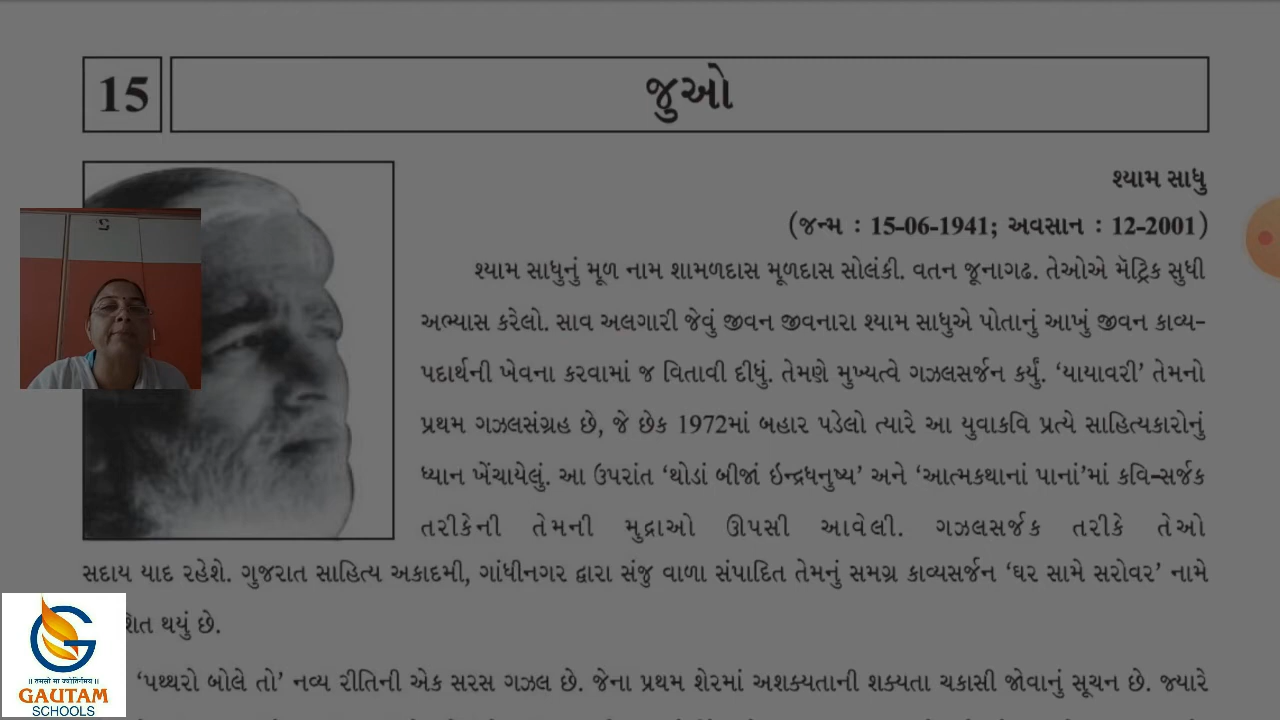 15
જુઓ
શ્યામ સાધુ
(જન્મ : 15-06-1941; અવસાન : 12-2001)
શ્યામ સાધુનું મૂળ નામ શામળદાસ મૂળદાસ સોલંકી. વતન જૂનાગઢ. તેઓએ મૅટ્રિક સુધી
અભ્યાસ કરેલો. સાવ અલગારી જેવું જીવન જીવનારા શ્યામ સાધુએ પોતાનું આખું જીવન કાવ્ય-
પદાર્થની ખેવના કરવામાં જ વિતાવી દીધું. તેમણે મુખ્યત્વે ગઝલસર્જન કર્યું. ‘યાયાવરી’ તેમનો
પ્રથમ ગઝલસંગ્રહ છે, જે છેક 1972માં બહાર પડેલો ત્યારે આ યુવાકવિ પ્રત્યે સાહિત્યકારોનું
ધ્યાન ખેંચાયેલું. આ ઉપરાંત ‘થોડાં બીજાં ઇન્દ્રધનુષ્ય’ અને ‘આત્મકથાનાં પાનાં’માં કવિ-સર્જક
તરીકેની તેમની મુદ્રાઓ ઊપસી આવેલી. ગઝલસર્જક તરીકે તેઓ
સદાય યાદ રહેશે. ગુજરાત સાહિત્ય અકાદમી, ગાંધીનગર દ્વારા સંજુ વાળા સંપાદિત તેમનું સમગ્ર કાવ્યસર્જન ‘ઘર સામે સરોવર’ નામે
થયું છે.
‘પથ્થરો બોલે તો’ નવ્ય રીતિની એક સરસ ગઝલ છે. જેના પ્રથમ શેરમાં અશક્યતાની શક્યતા ચકાસી જોવાનું સૂચન છે. જ્યારે
॥ तमसो मा ज्योतिर्गमय ॥
GAUTAM
SCHOOLS